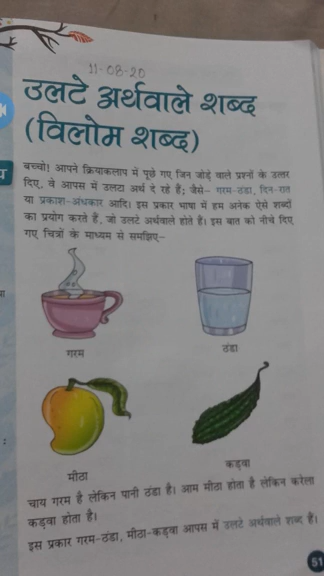 11-08-20
उलटे अर्थवाले शब्द
(विलोम शब्द)
बच्चो! आपने क्रियाकलाप में पूछे गए जिन जोड़े वाले प्रश्नों के उत्तर
दिए, वे आपस में उलटा अर्थ दे रहे हैं; जैसे– गरम-ठंडा, दिन-रात
या प्रकाश-अंधकार आदि। इस प्रकार भाषा में हम अनेक ऐसे शब्दों
का प्रयोग करते हैं, जो उलटे अर्थवाले होते हैं। इस बात को नीचे दिए
गए चित्रों के माध्यम से समझिए–
गरम
ठंडा
मीठा
कड़वा
चाय गरम है लेकिन पानी ठंडा है। आम मीठा होता है लेकिन करेला
कड़वा होता है।
इस प्रकार गरम-ठंडा, मीठा-कड़वा आपस में उलटे अर्थवाले शब्द हैं।
51